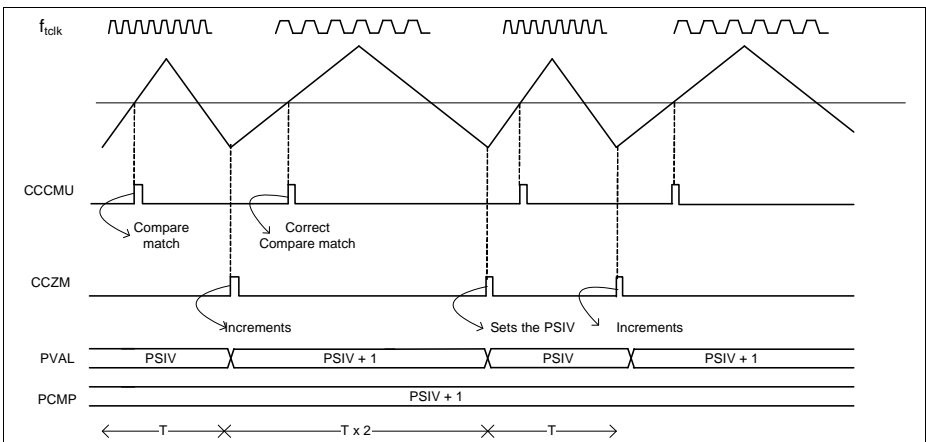 ftclk
CCCMU
Compare
match
Correct
Compare match
CCZM
Increments
Sets the PSIV
Increments
PVAL
PSIV
PSIV + 1
PSIV
PSIV + 1
PCMP
PSIV + 1
T
T x 2
T